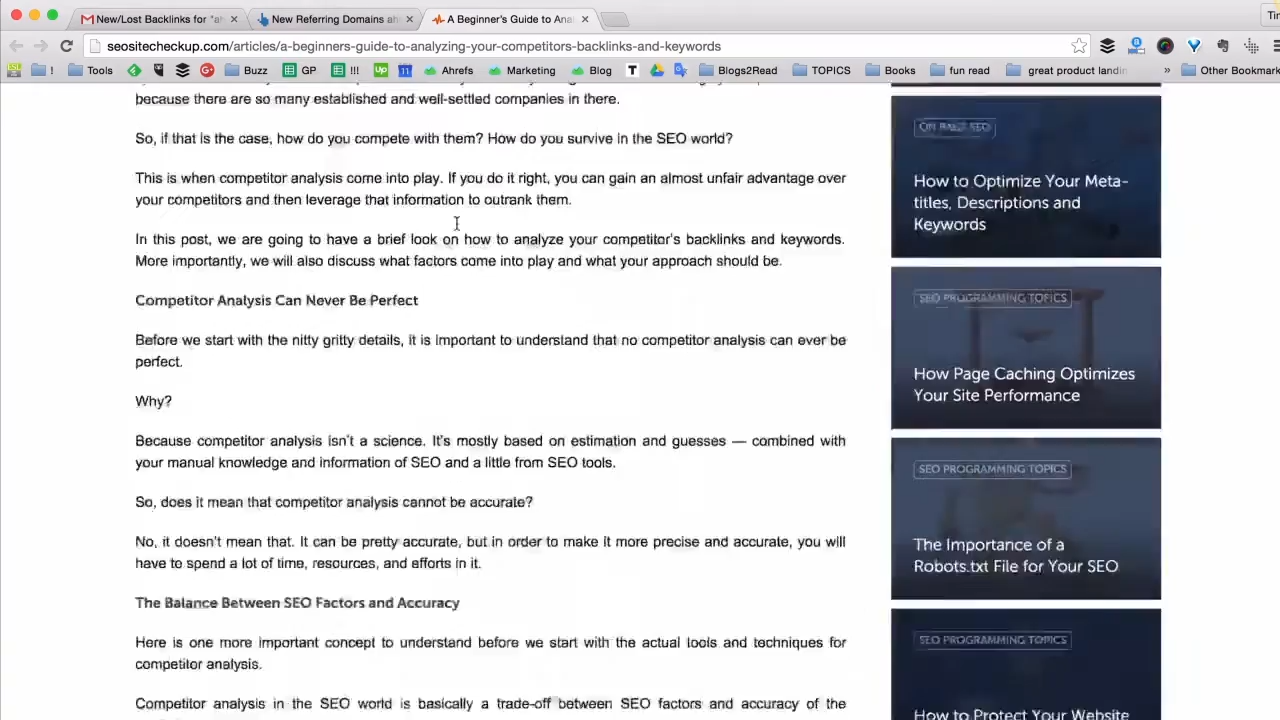 New/Lost Backlinks for "ah
New Referring Domains ah
A Beginner's Guide to Ana
Tin
seositecheckup.com/articles/a-beginners-guide-to-analyzing-your-competitors-backlinks-and-keywords
! Tools Buzz GP !!! Up 11 Ahrefs Marketing Blog T Blogs2Read TOPICS Books fun read great product landin » Other Bookmark
because there are so many established and well-settled companies in there.
So, if that is the case, how do you compete with them? How do you survive in the SEO world?
This is when competitor analysis come into play. If you do it right, you can gain an almost unfair advantage over
your competitors and then leverage that information to outrank them.
In this post, we are going to have a brief look on how to analyze your competitor's backlinks and keywords.
More importantly, we will also discuss what factors come into play and what your approach should be.
Competitor Analysis Can Never Be Perfect
Before we start with the nitty gritty details, it is important to understand that no competitor analysis can ever be
perfect.
Why?
Because competitor analysis isn't a science. It's mostly based on estimation and guesses — combined with
your manual knowledge and information of SEO and a little from SEO tools.
So, does it mean that competitor analysis cannot be accurate?
No, it doesn't mean that. It can be pretty accurate, but in order to make it more precise and accurate, you will
have to spend a lot of time, resources, and efforts in it.
The Balance Between SEO Factors and Accuracy
Here is one more important concept to understand before we start with the actual tools and techniques for
competitor analysis.
Competitor analysis in the SEO world is basically a trade-off between SEO factors and accuracy of the
ON PAGE SEO
How to Optimize Your Meta-
titles, Descriptions and
Keywords
SEO PROGRAMMING TOPICS
How Page Caching Optimizes
Your Site Performance
SEO PROGRAMMING TOPICS
The Importance of a
Robots.txt File for Your SEO
SEO PROGRAMMING TOPICS
How to Protect Your Website